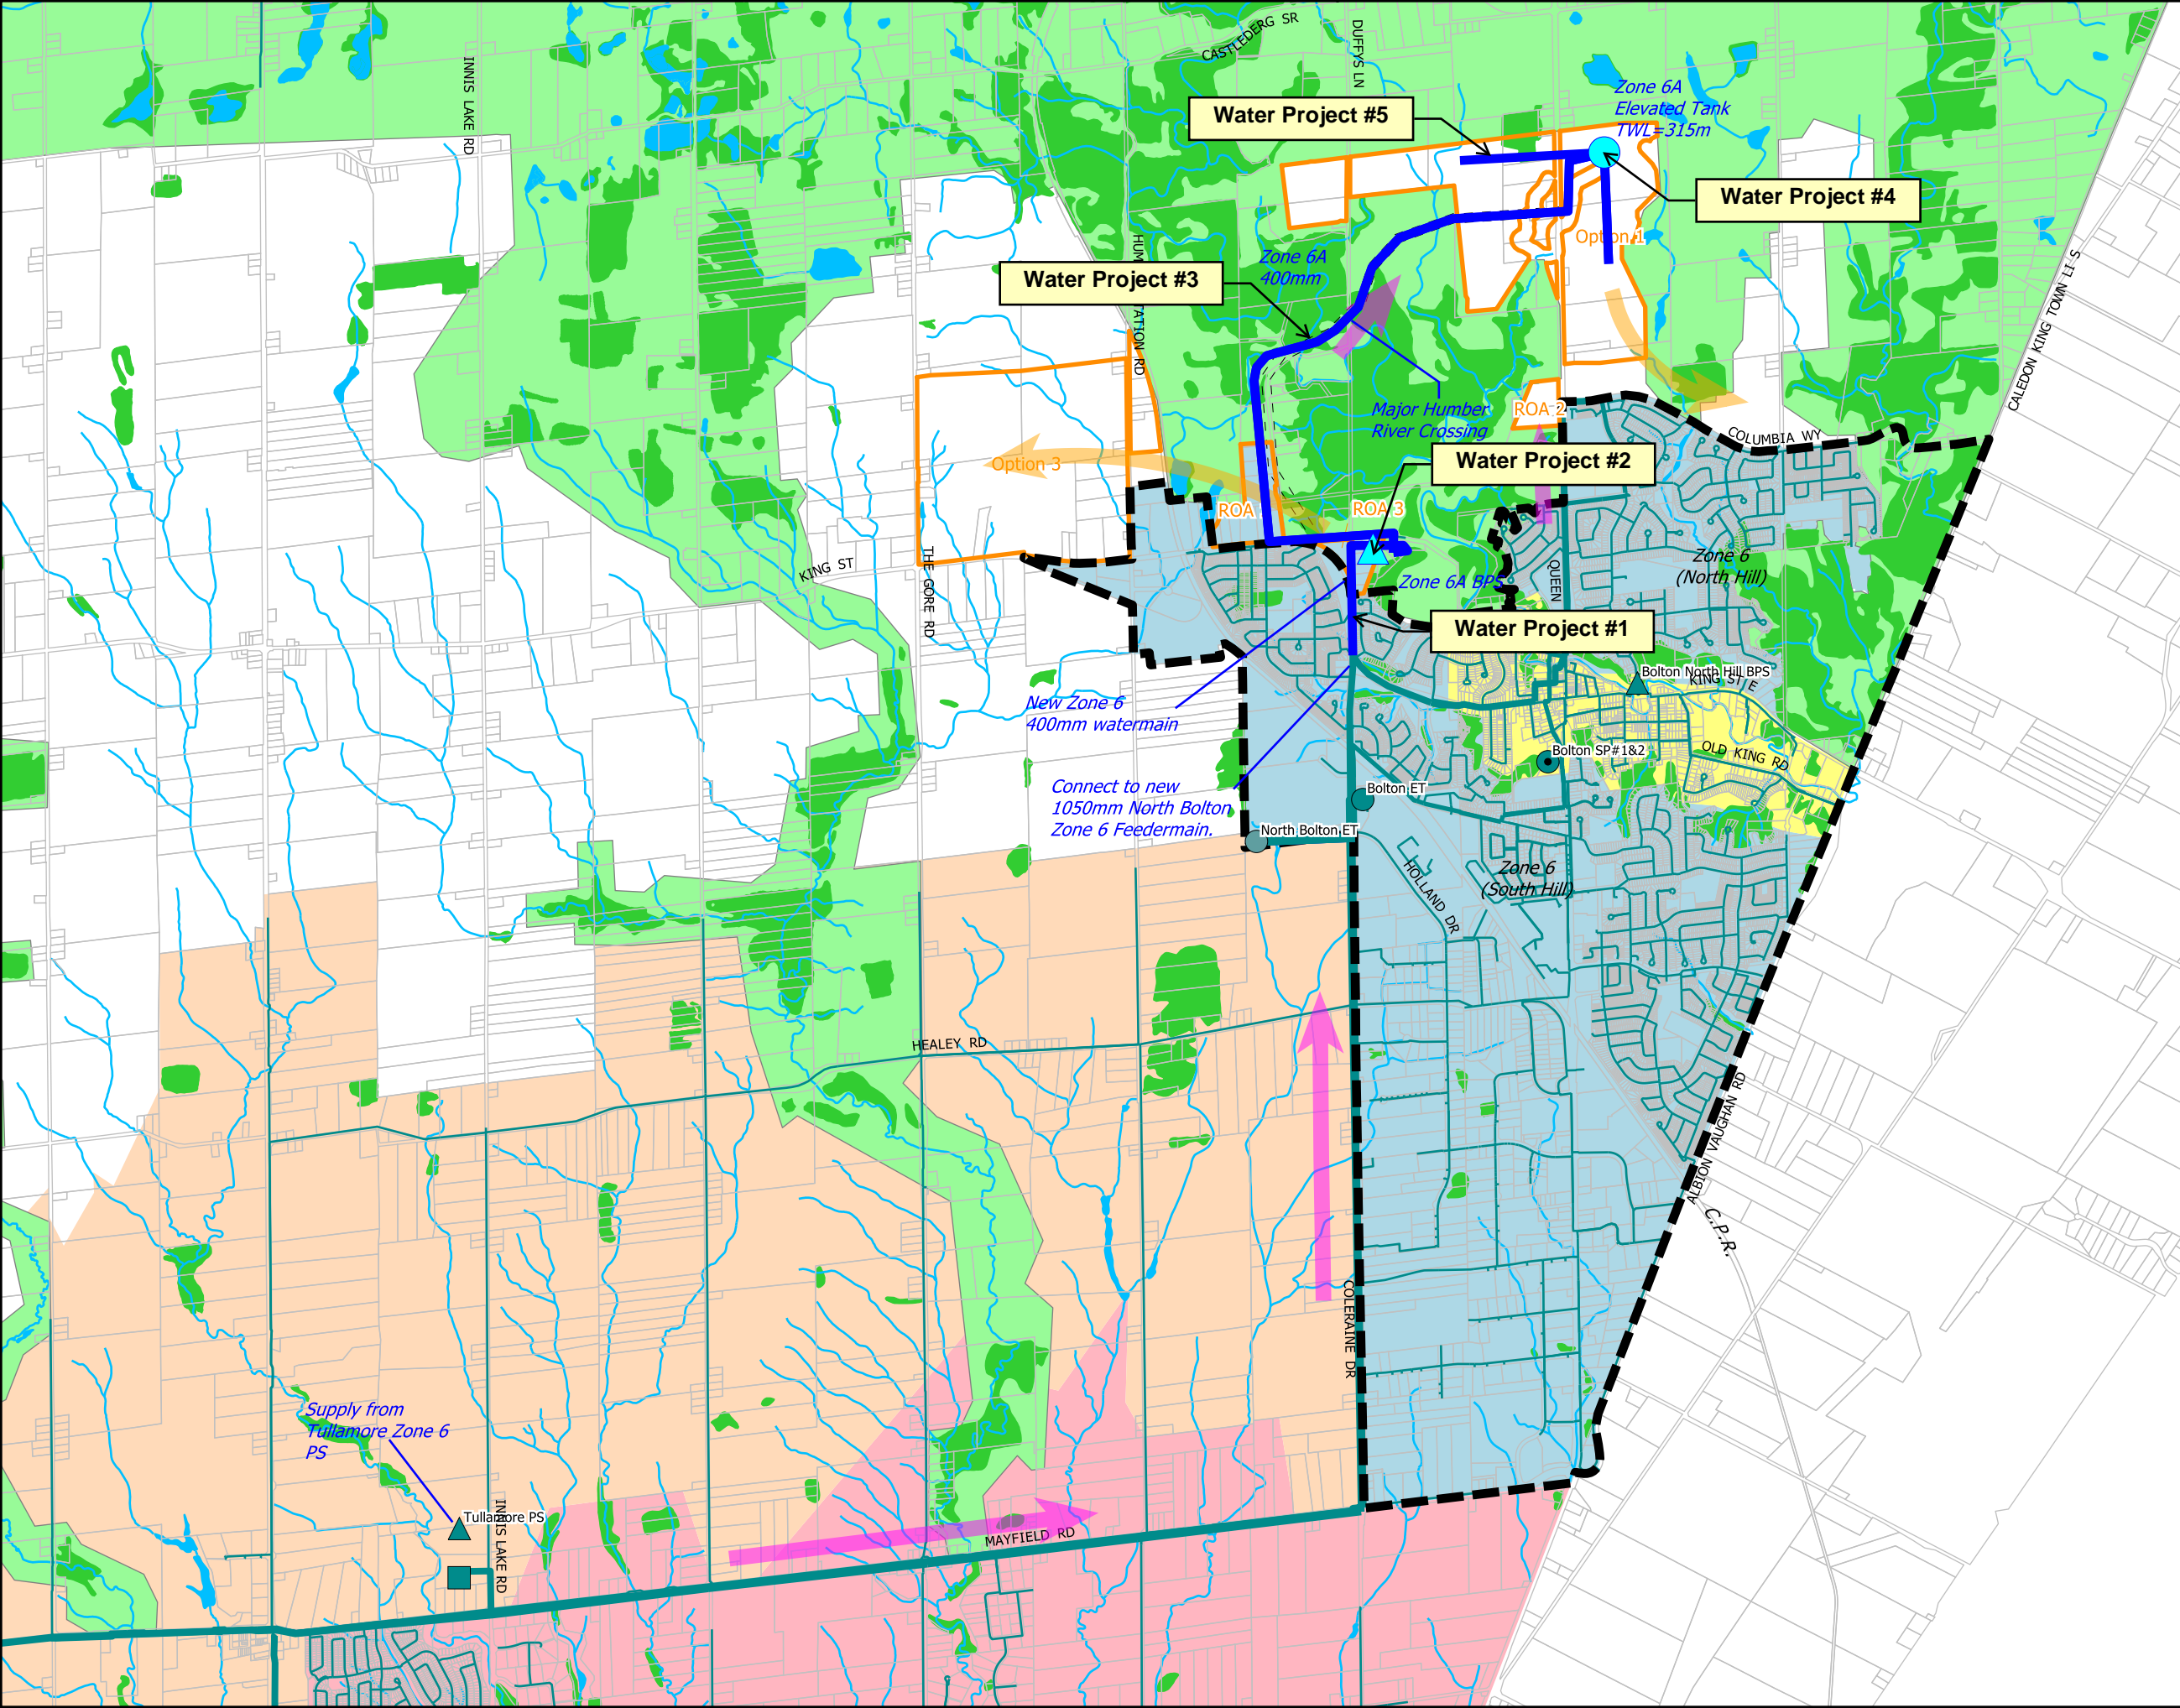 CASTLEDERG SR
DUFFYS LN
INNIS LAKE RD
Zone 6A
Elevated Tank
TWL=315m
Water Project #5
Water Project #4
Option 1
HUM
TATION RD
Zone 6A
400mm
Water Project #3
CALEDON KING TOWN LI S
Major Humber
River Crossing
ROA 2
COLUMBIA WY
Option 3
Water Project #2
ROA
ROA 3
KING ST
THE GORE RD
Zone 6A BPS
QUEEN
Zone 6
(North Hill)
Water Project #1
Bolton North Hill BPS
KING ST E
New Zone 6
400mm watermain
OLD KING RD
Bolton SP#1&2
Connect to new
1050mm North Bolton
Zone 6 Feedermain.
Bolton ET
North Bolton ET
HOLLAND DR
Zone 6
(South Hill)
HEALEY RD
ALBION VAUGHAN RD
C.P.R.
COLERAINE DR
Supply from
Tullamore Zone 6
PS
Tullamore PS
INNIS LAKE RD
MAYFIELD RD